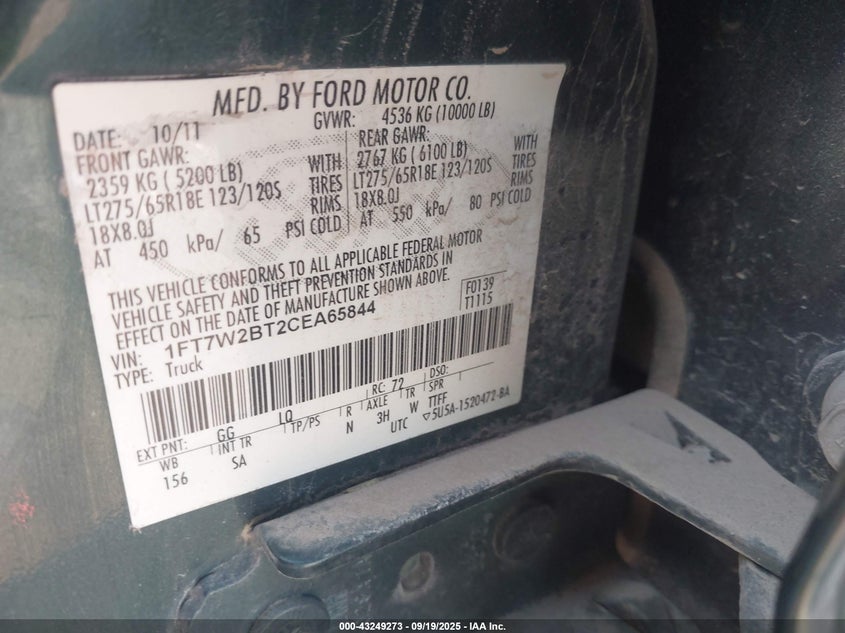 MFD. BY FORD MOTOR CO.
DATE: 10/11
GVWR: 4536 KG (10000 LB)
FRONT GAWR:
2359 KG ( 5200 LB) WITH
LT275/65R18E 123/120S TIRES
18X8.0J RIMS
AT 450 kPa/ 65 PSI COLD
REAR GAWR:
2767 KG ( 6100 LB) WITH
LT275/65R18E 123/120S TIRES
18X8.0J RIMS
AT 550 kPa/ 80 PSI COLD
THIS VEHICLE CONFORMS TO ALL APPLICABLE FEDERAL MOTOR
VEHICLE SAFETY AND THEFT PREVENTION STANDARDS IN
EFFECT ON THE DATE OF MANUFACTURE SHOWN ABOVE.
F0139
T1115
VIN: 1FT7W2BT2CEA65844
TYPE: Truck
EXT PNT: GG LQ RC: 72 DSO:
WB INT TR TP/PS R AXLE TR SPR
156 SA N 3H W TTFF
UTC ▽5U5A-1520472-BA
000-43249273 - 09/19/2025 - IAA Inc.